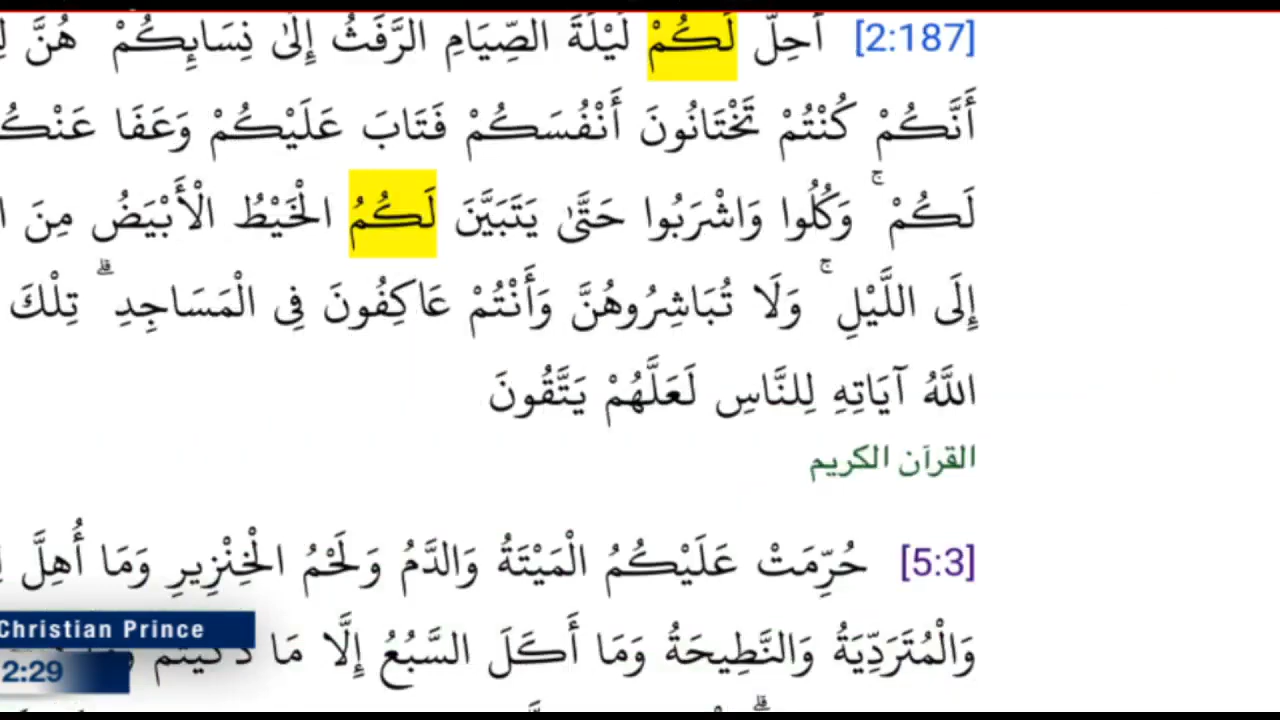 [2:187] أُحِلَّ لَكُمْ لَيْلَةَ الصِّيَامِ الرَّفَثُ إِلَىٰ نِسَائِكُمْ هُنَّ
أَنَّكُمْ كُنْتُمْ تَخْتَانُونَ أَنْفُسَكُمْ فَتَابَ عَلَيْكُمْ وَعَفَا
لَكُمْ ۚ وَكُلُوا وَاشْرَبُوا حَتَّىٰ يَتَبَيَّنَ لَكُمُ الْخَيْطُ الْأَبْيَضُ مِنَ
إِلَى اللَّيْلِ ۚ وَلَا تُبَاشِرُوهُنَّ وَأَنْتُمْ عَاكِفُونَ فِي الْمَسَاجِدِ ۗ تِلْكَ
اللَّهُ آيَاتِهِ لِلنَّاسِ لَعَلَّهُمْ يَتَّقُونَ
القرآن الكريم
[5:3] حُرِّمَتْ عَلَيْكُمُ الْمَيْتَةُ وَالدَّمُ وَلَحْمُ الْخِنْزِيرِ وَمَا أُهِلَّ
وَالْمُتَرَدِّيَةُ وَالنَّطِيحَةُ وَمَا أَكَلَ السَّبُعُ إِلَّا مَا ذَكَّيْتُمْ
Christian Prince
2:29